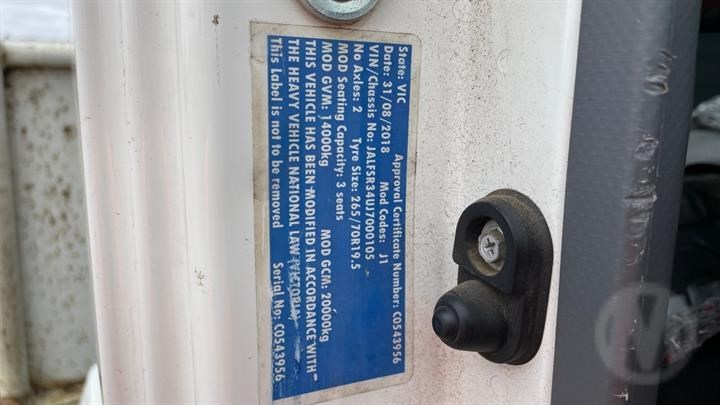 State: VIC Approval Certificate Number: C0543956
Date: 31/08/2018 Mod Codes: J1
VIN/Chassis No: JALFSR34UJ7000105
No Axles: 2 Tyre Size: 265/70R19.5
MOD Seating Capacity: 3 seats
MOD GVM: 14000kg MOD GCM: 20000kg
THIS VEHICLE HAS BEEN MODIFIED IN ACCORDANCE WITH
THE HEAVY VEHICLE NATIONAL LAW (VICTORIA)
This Label is not to be removed Serial No: C0543956